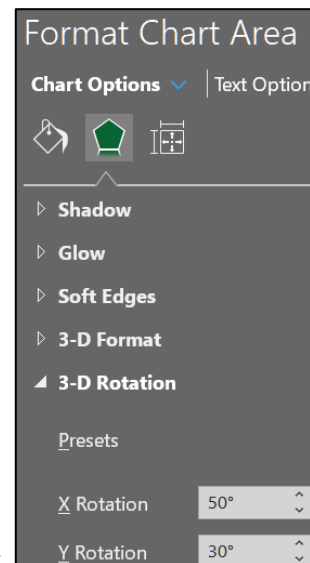 Format Chart Area
Chart Options Text Option
Shadow
Glow
Soft Edges
3-D Format
3-D Rotation
Presets
X Rotation 50°
Y Rotation 30°